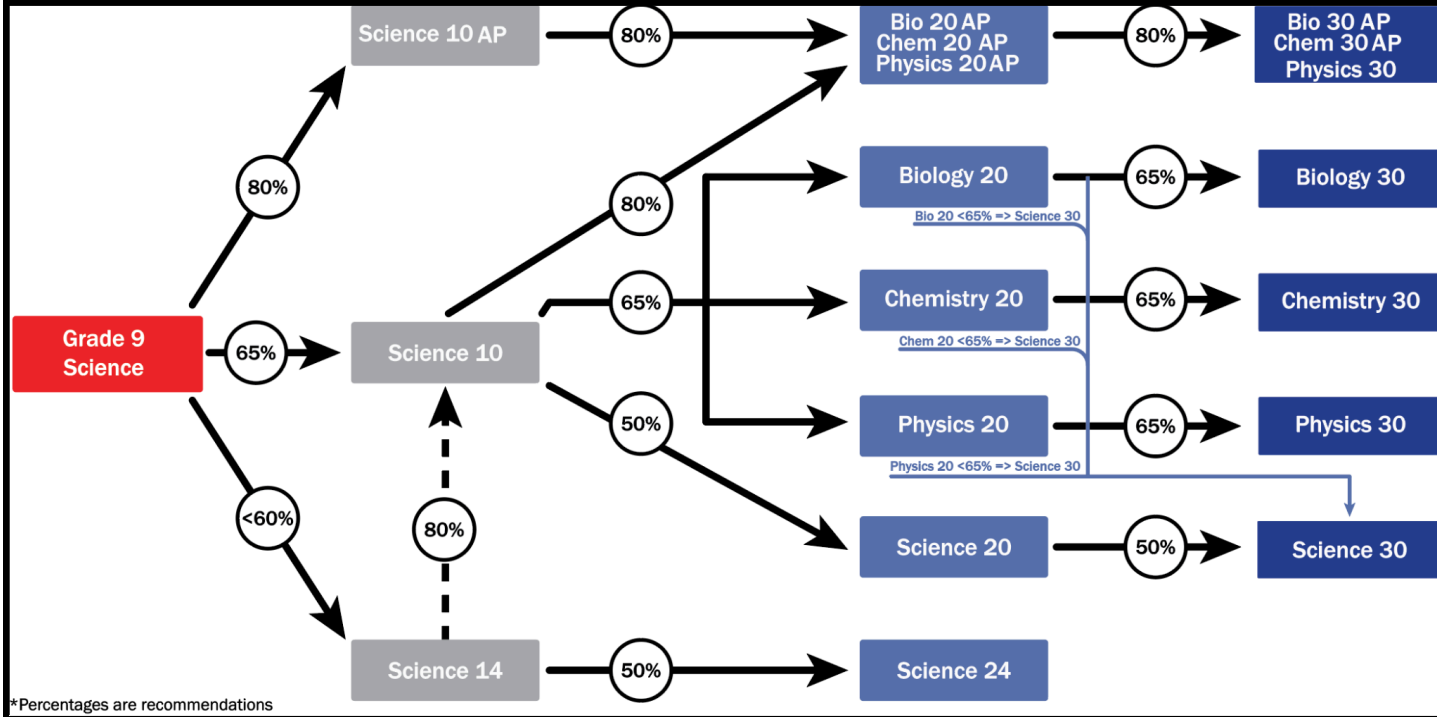 Science 10 AP
80%
Bio 20 AP
Chem 20 AP
Physics 20 AP
80%
Bio 30 AP
Chem 30 AP
Physics 30
80%
80%
Biology 20
65%
Biology 30
Bio 20 <65% => Science 30
65%
Chemistry 20
65%
Chemistry 30
Grade 9
Science
65%
Science 10
Chem 20 <65% => Science 30
50%
Physics 20
65%
Physics 30
Physics 20 <65% => Science 30
<60%
80%
Science 20
50%
Science 30
Science 14
50%
Science 24
*Percentages are recommendations